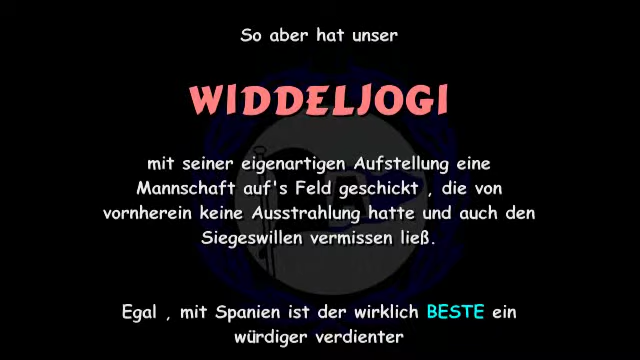 So aber hat unser
WIDDELJOGI
mit seiner eigenartigen Aufstellung eine
Mannschaft auf's Feld geschickt , die von
vornherein keine Ausstrahlung hatte und auch den
Siegeswillen vermissen ließ.
Egal , mit Spanien ist der wirklich BESTE ein
würdiger verdienter